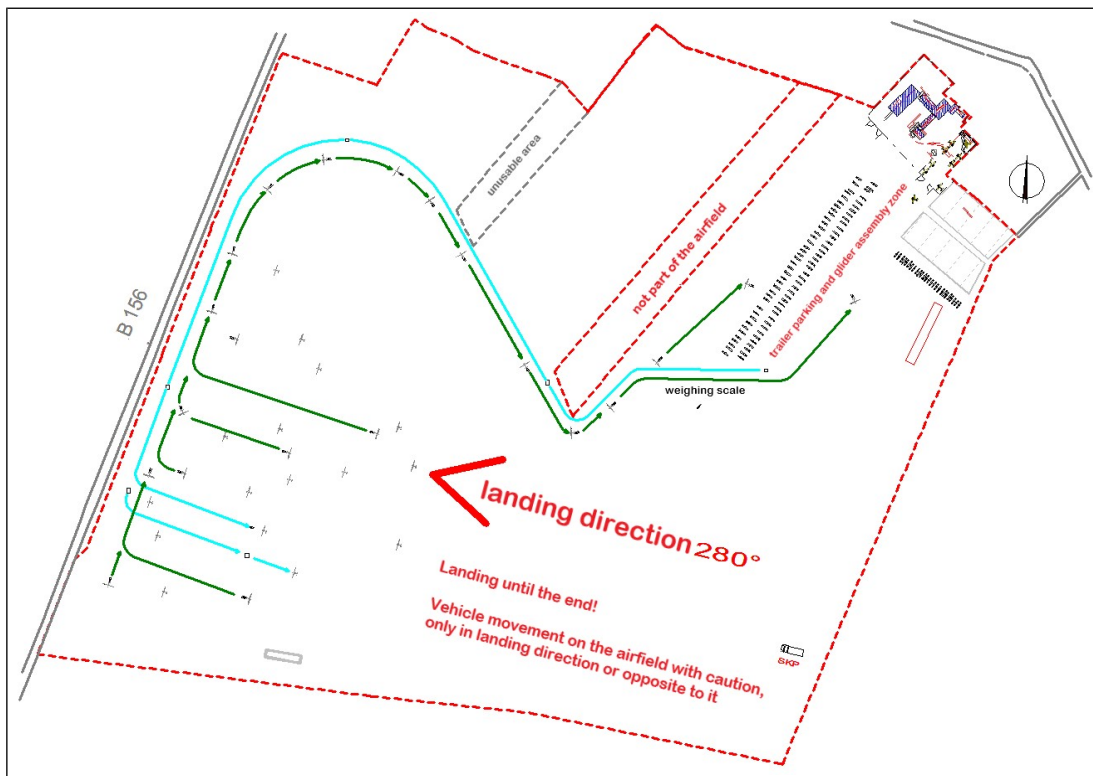 unusable area
not part of the airfield
trailer parking and glider assembly zone
B 156
weighing scale
landing direction 280°
Landing until the end!
Vehicle movement on the airfield with caution,
only in landing direction or opposite to it